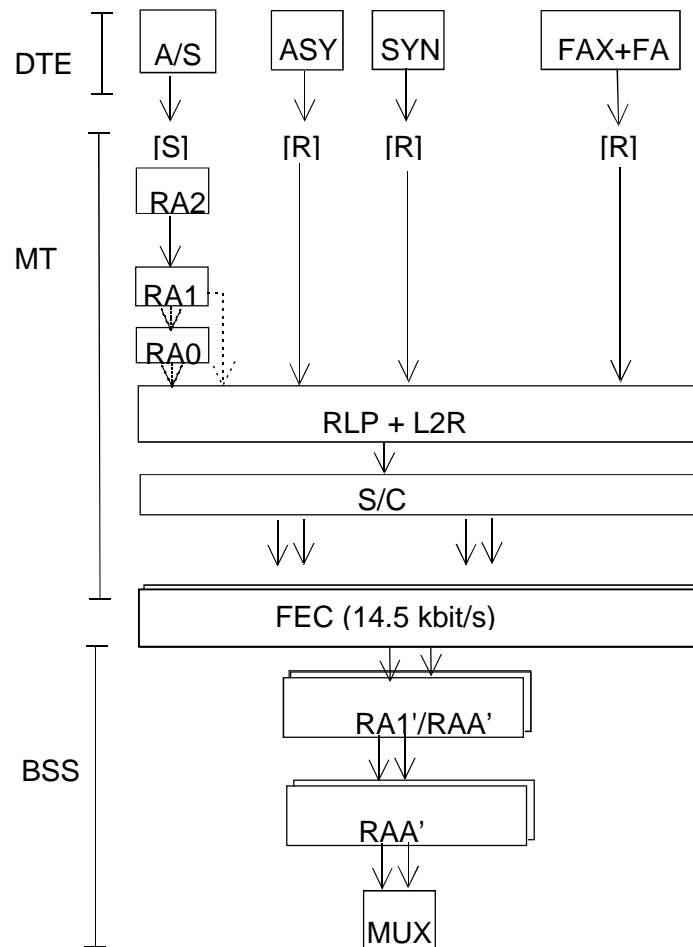 DTE
A/S
ASY
SYN
FAX+FA
[S]
[R]
[R]
[R]
MT
RA2
RA1
RA0
RLP + L2R
S/C
FEC (14.5 kbit/s)
BSS
RA1'/RAA’
RAA’
MUX